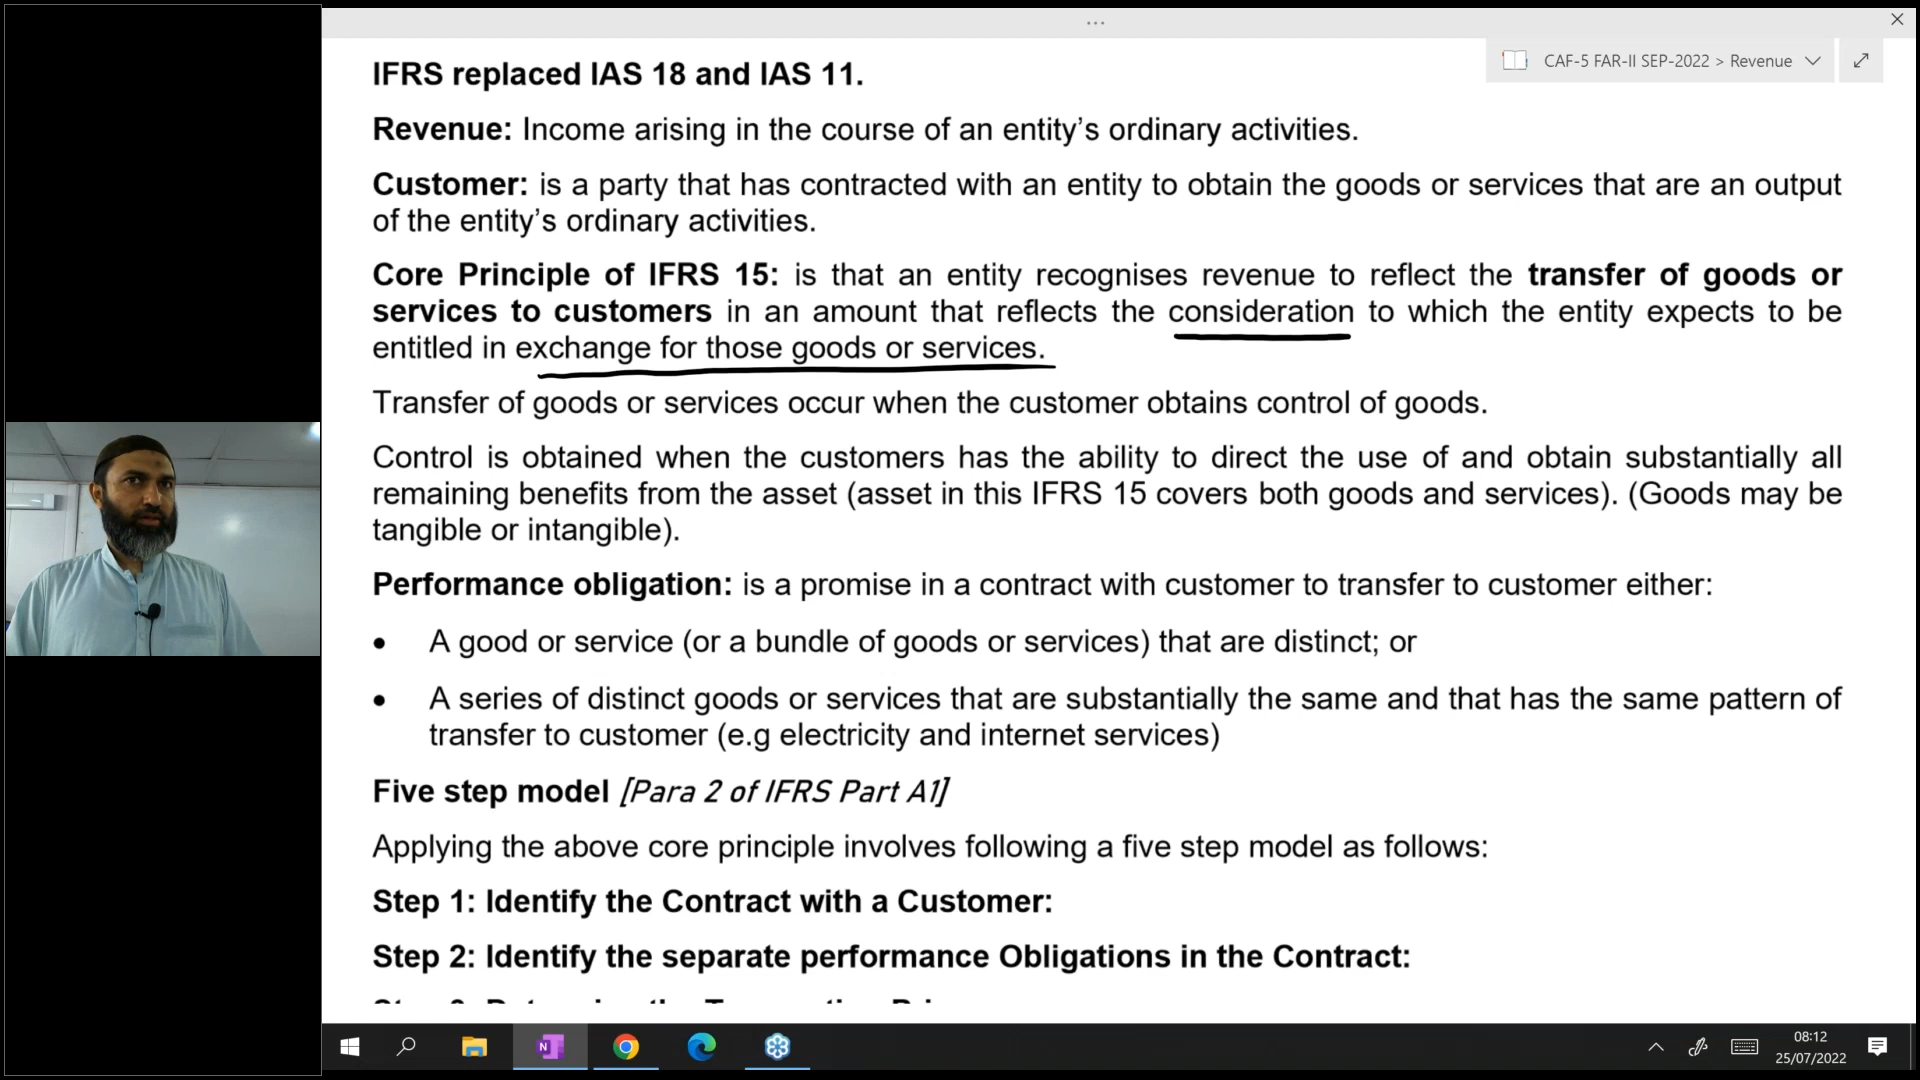 CAF-5 FAR-II SEP-2022 > Revenue
IFRS replaced IAS 18 and IAS 11.
Revenue: Income arising in the course of an entity’s ordinary activities.
Customer: is a party that has contracted with an entity to obtain the goods or services that are an output
of the entity’s ordinary activities.
Core Principle of IFRS 15: is that an entity recognises revenue to reflect the transfer of goods or
services to customers in an amount that reflects the consideration to which the entity expects to be
entitled in exchange for those goods or services.
Transfer of goods or services occur when the customer obtains control of goods.
Control is obtained when the customers has the ability to direct the use of and obtain substantially all
remaining benefits from the asset (asset in this IFRS 15 covers both goods and services). (Goods may be
tangible or intangible).
Performance obligation: is a promise in a contract with customer to transfer to customer either:
• A good or service (or a bundle of goods or services) that are distinct; or
• A series of distinct goods or services that are substantially the same and that has the same pattern of
transfer to customer (e.g electricity and internet services)
Five step model [Para 2 of IFRS Part A1]
Applying the above core principle involves following a five step model as follows:
Step 1: Identify the Contract with a Customer:
Step 2: Identify the separate performance Obligations in the Contract:
08:12
25/07/2022